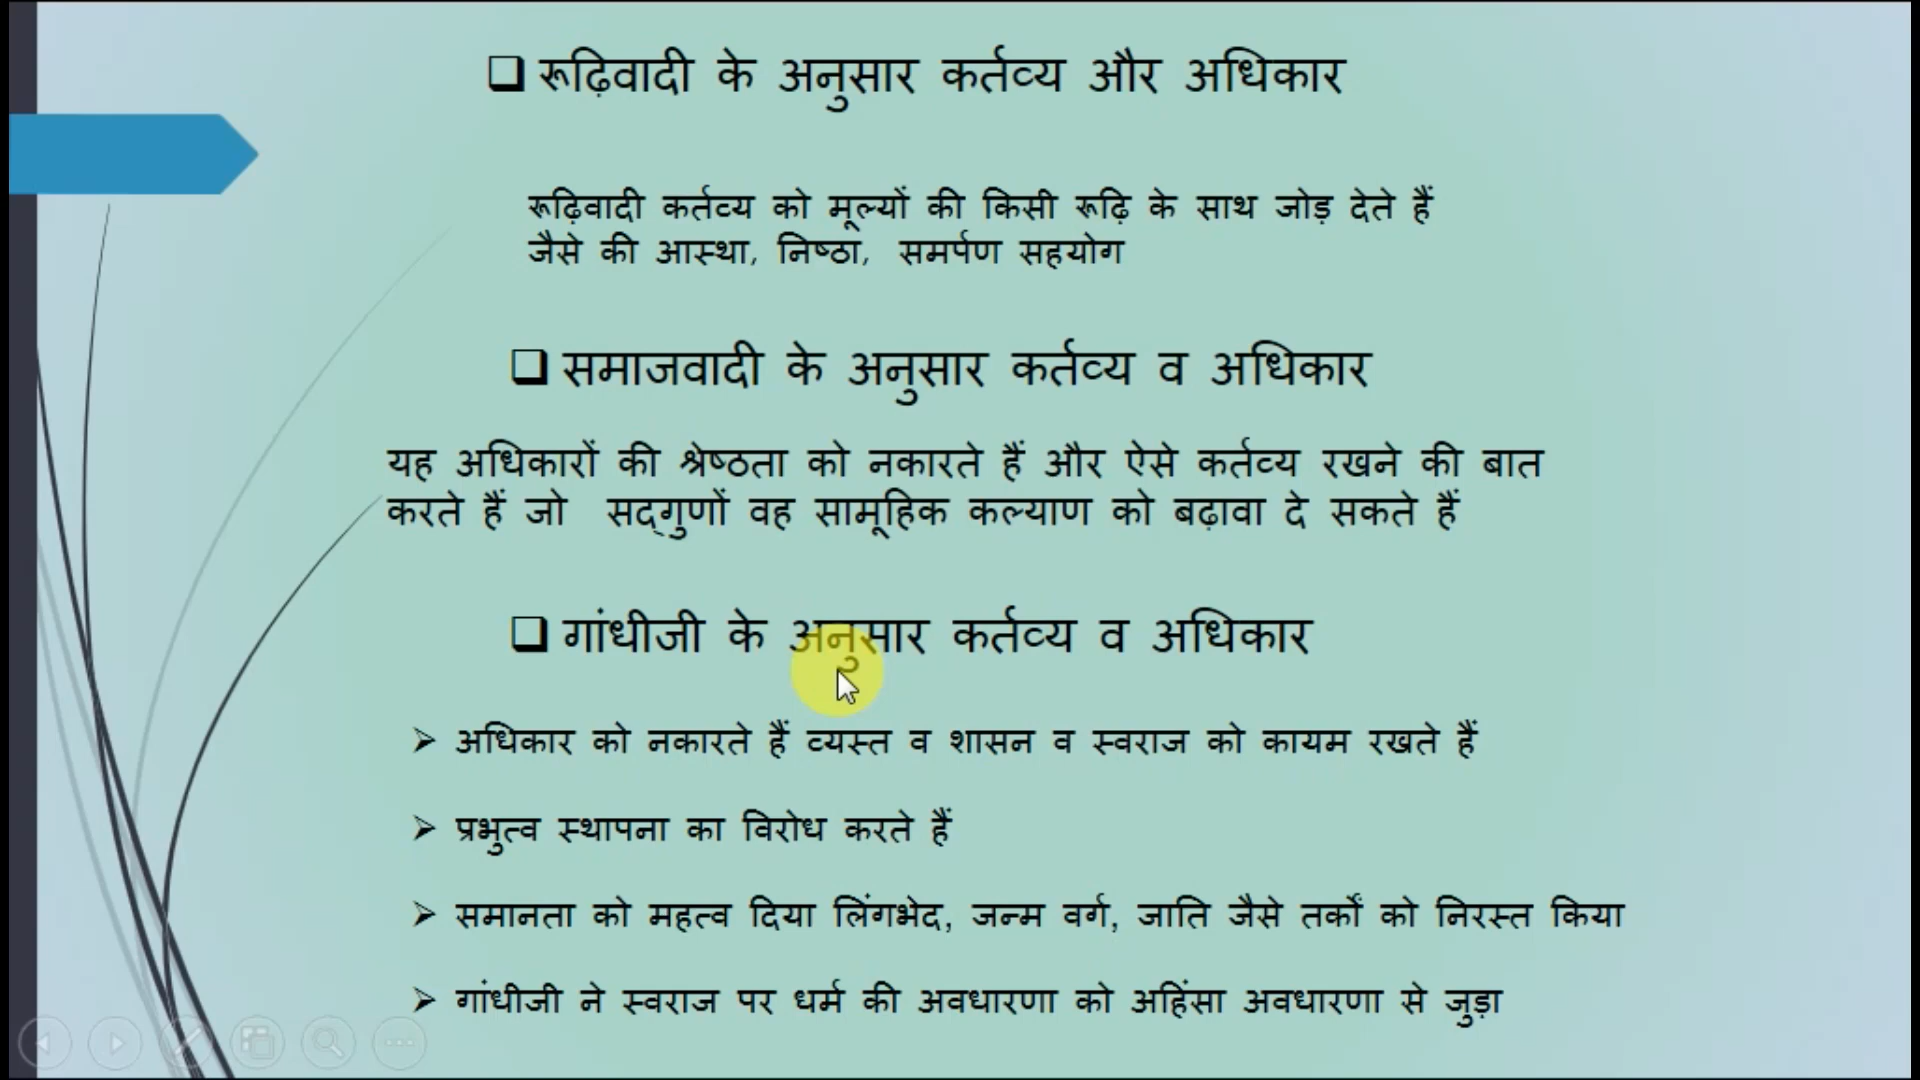 रूढ़िवादी के अनुसार कर्तव्य और अधिकार
रूढ़िवादी कर्तव्य को मूल्यों की किसी रूढ़ि के साथ जोड़ देते हैं
जैसे की आस्था, निष्ठा, समर्पण सहयोग
समाजवादी के अनुसार कर्तव्य व अधिकार
यह अधिकारों की श्रेष्ठता को नकारते हैं और ऐसे कर्तव्य रखने की बात
करते हैं जो सद्गुणों वह सामूहिक कल्याण को बढ़ावा दे सकते हैं
गांधीजी के अनुसार कर्तव्य व अधिकार
अधिकार को नकारते हैं व्यस्त व शासन व स्वराज को कायम रखते हैं
प्रभुत्व स्थापना का विरोध करते हैं
समानता को महत्व दिया लिंगभेद, जन्म वर्ग, जाति जैसे तर्कों को निरस्त किया
गांधीजी ने स्वराज पर धर्म की अवधारणा को अहिंसा अवधारणा से जुड़ा